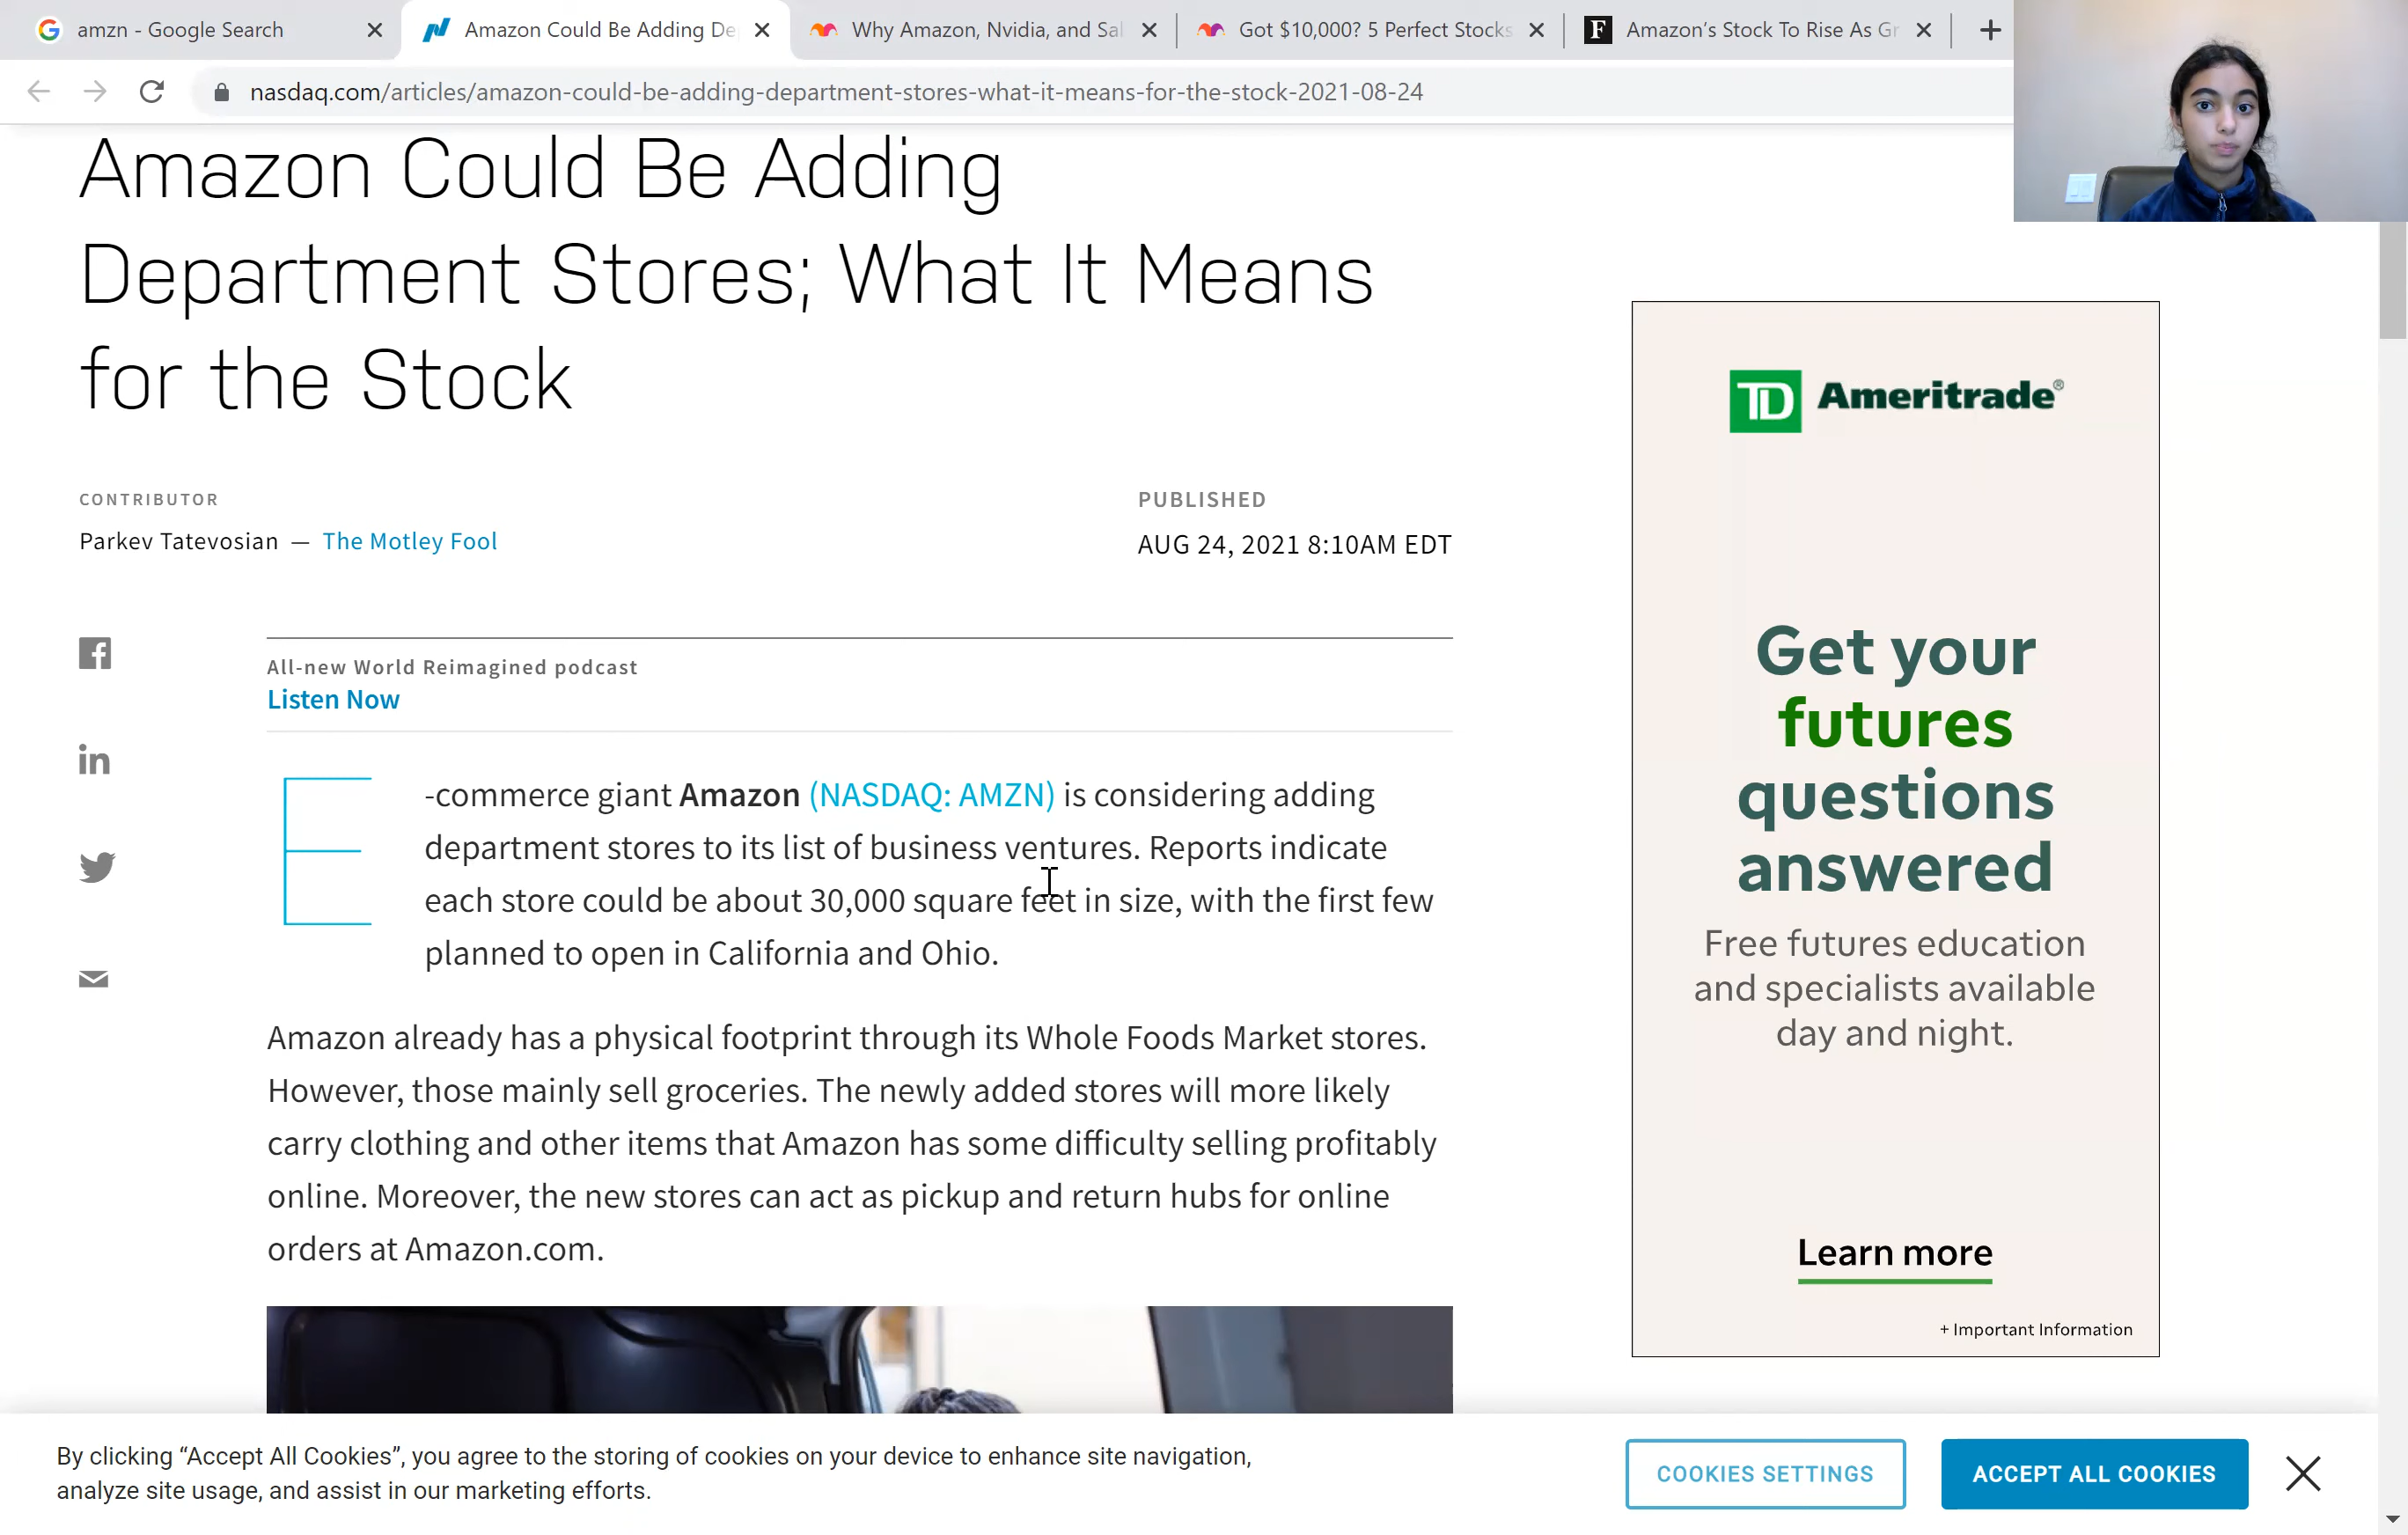 amzn - Google Search
Amazon Could Be Adding De
Why Amazon, Nvidia, and Sal
Got $10,000? 5 Perfect Stocks
Amazon's Stock To Rise As Gr
nasdaq.com/articles/amazon-could-be-adding-department-stores-what-it-means-for-the-stock-2021-08-24
Amazon Could Be Adding
Department Stores; What It Means
for the Stock
CONTRIBUTOR
Parkev Tatevosian — The Motley Fool
PUBLISHED
AUG 24, 2021 8:10AM EDT
All-new World Reimagined podcast
Listen Now
E-commerce giant Amazon (NASDAQ: AMZN) is considering adding
department stores to its list of business ventures. Reports indicate
each store could be about 30,000 square feet in size, with the first few
planned to open in California and Ohio.
Amazon already has a physical footprint through its Whole Foods Market stores.
However, those mainly sell groceries. The newly added stores will more likely
carry clothing and other items that Amazon has some difficulty selling profitably
online. Moreover, the new stores can act as pickup and return hubs for online
orders at Amazon.com.
TD Ameritrade®
Get your
futures
questions
answered
Free futures education
and specialists available
day and night.
Learn more
+ Important Information
By clicking “Accept All Cookies”, you agree to the storing of cookies on your device to enhance site navigation,
analyze site usage, and assist in our marketing efforts.
COOKIES SETTINGS
ACCEPT ALL COOKIES